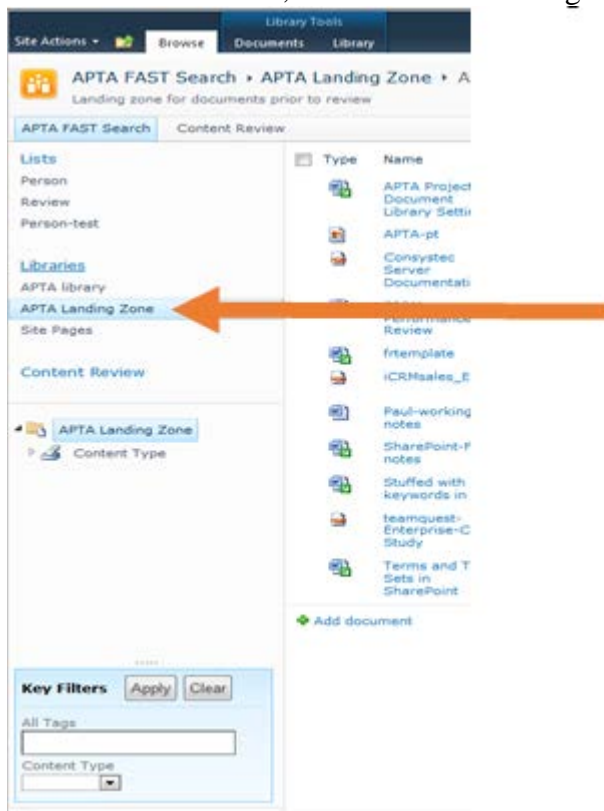 Library Tools
Site Actions
Browse
Documents
Library
APTA FAST Search › APTA Landing Zone › A
Landing zone for documents prior to review
APTA FAST Search
Content Review
Lists
Person
Review
Person-test
Libraries
APTA library
APTA Landing Zone
Site Pages
Content Review
APTA Landing Zone
Content Type
Type
Name
APTA Project
Document
Library Settin
APTA-pt
Consystec
Server
Documentati
Performance
Review
frtemplate
iCRMsales_E
Paul-working
notes
SharePoint-F
notes
Stuffed with
keywords in
teamquest-
Enterprise-C
Study
Terms and T
Sets in
SharePoint
Add document
Key Filters
Apply
Clear
All Tags
Content Type